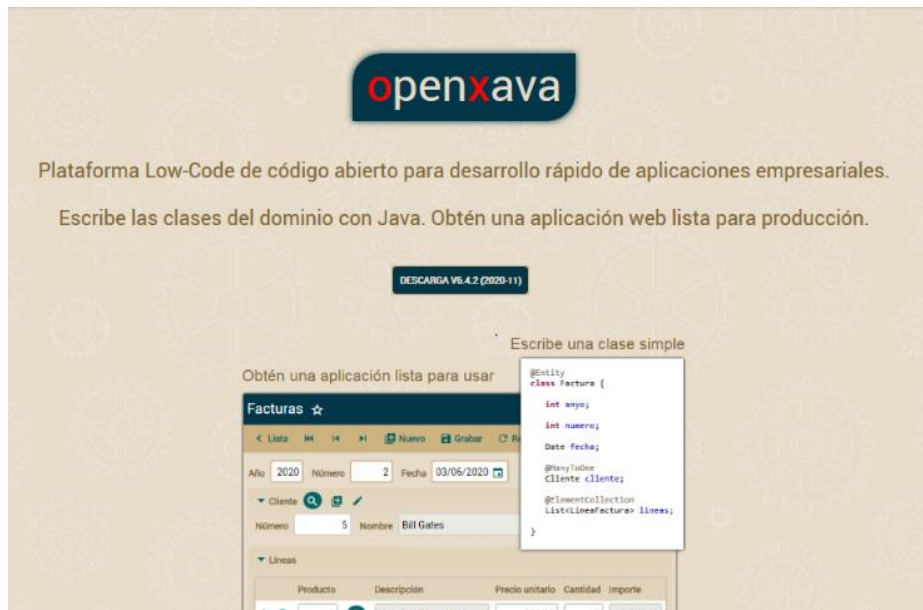 openxava
Plataforma Low-Code de código abierto para desarrollo rápido de aplicaciones empresariales.
Escribe las clases del dominio con Java. Obtén una aplicación web lista para producción.
DESCARGA V6.4.2 (2020-11)
Escribe una clase simple
Obtén una aplicación lista para usar
@Entity
class Factura {
int anyo;
int numero;
Date fecha;
@ManyToOne
Cliente cliente;
@ElementCollection
List<LineaFactura> lineas;
}
Facturas
Lista Nuevo Grabar
Año 2020 Número 2 Fecha 03/06/2020
Cliente
Número 5 Nombre Bill Gates
Líneas
Producto Descripción Precio unitario Cantidad Importe